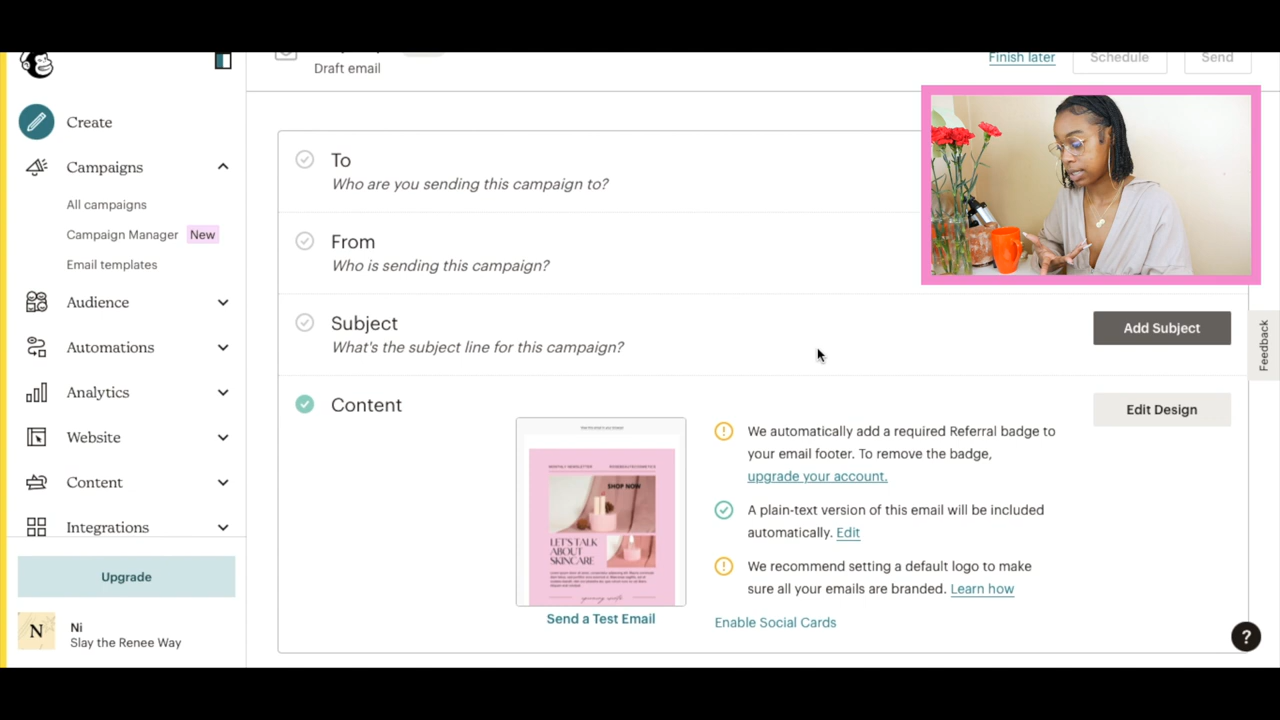 Draft email
Finish later
Schedule
Send
Create
Campaigns
All campaigns
Campaign Manager New
Email templates
Audience
Automations
Analytics
Website
Content
Integrations
Upgrade
N
Ni
Slay the Renee Way
To
Who are you sending this campaign to?
From
Who is sending this campaign?
Subject
What's the subject line for this campaign?
Add Subject
Feedback
Content
Edit Design
SHOP NOW
LET'S TALK
ABOUT
SKINCARE
Send a Test Email
We automatically add a required Referral badge to
your email footer. To remove the badge,
upgrade your account.
A plain-text version of this email will be included
automatically. Edit
We recommend setting a default logo to make
sure all your emails are branded. Learn how
Enable Social Cards
?